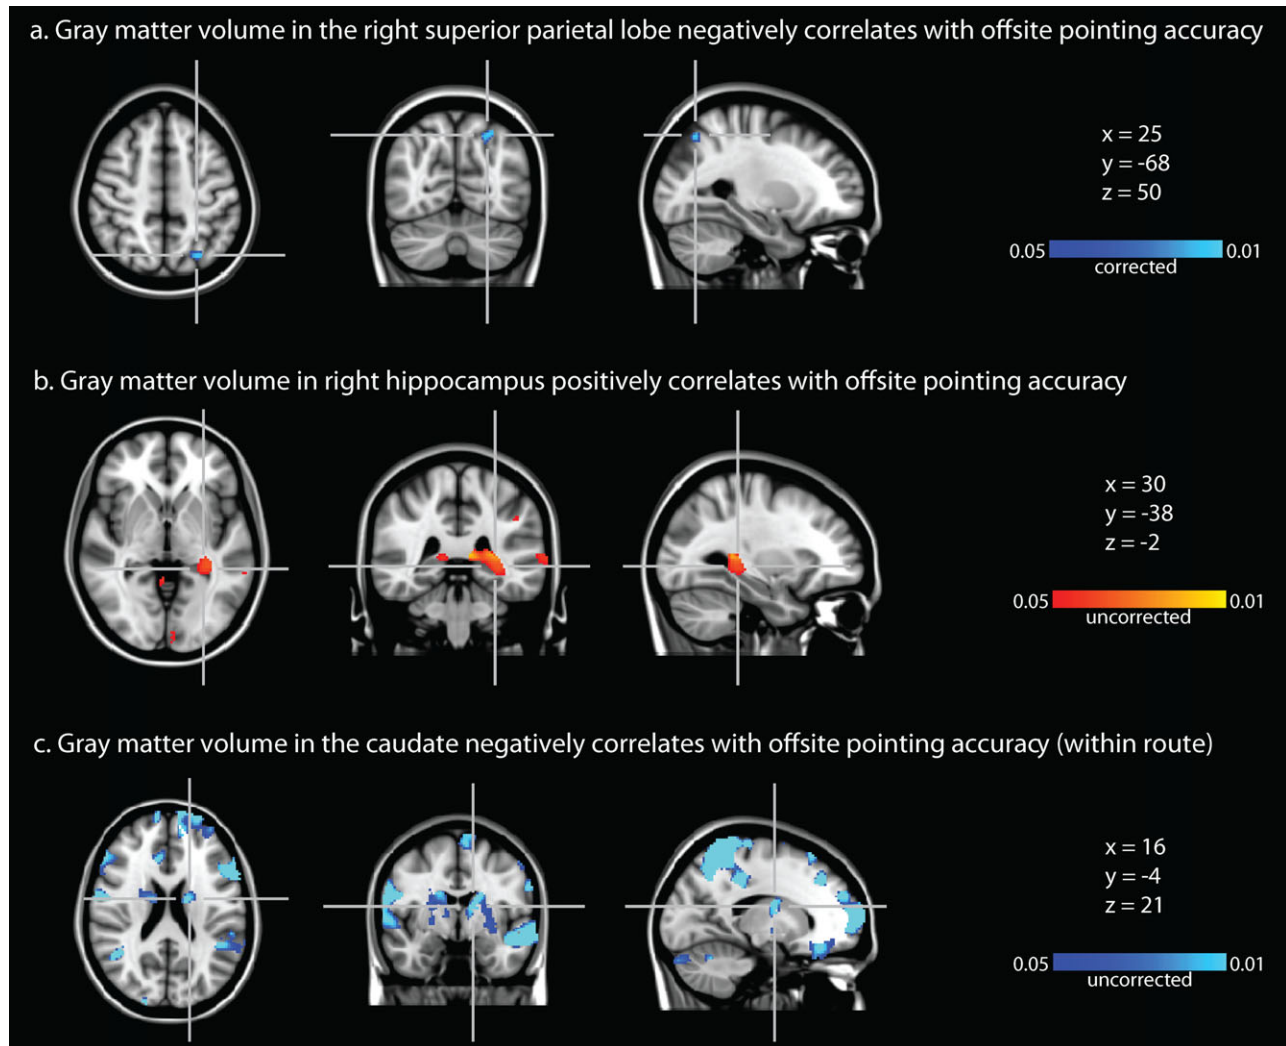 a. Gray matter volume in the right superior parietal lobe negatively correlates with offsite pointing accuracy
x = 25
y = -68
z = 50
0.05 0.01
corrected
b. Gray matter volume in right hippocampus positively correlates with offsite pointing accuracy
x = 30
y = -38
z = -2
0.05 0.01
uncorrected
c. Gray matter volume in the caudate negatively correlates with offsite pointing accuracy (within route)
x = 16
y = -4
z = 21
0.05 0.01
uncorrected